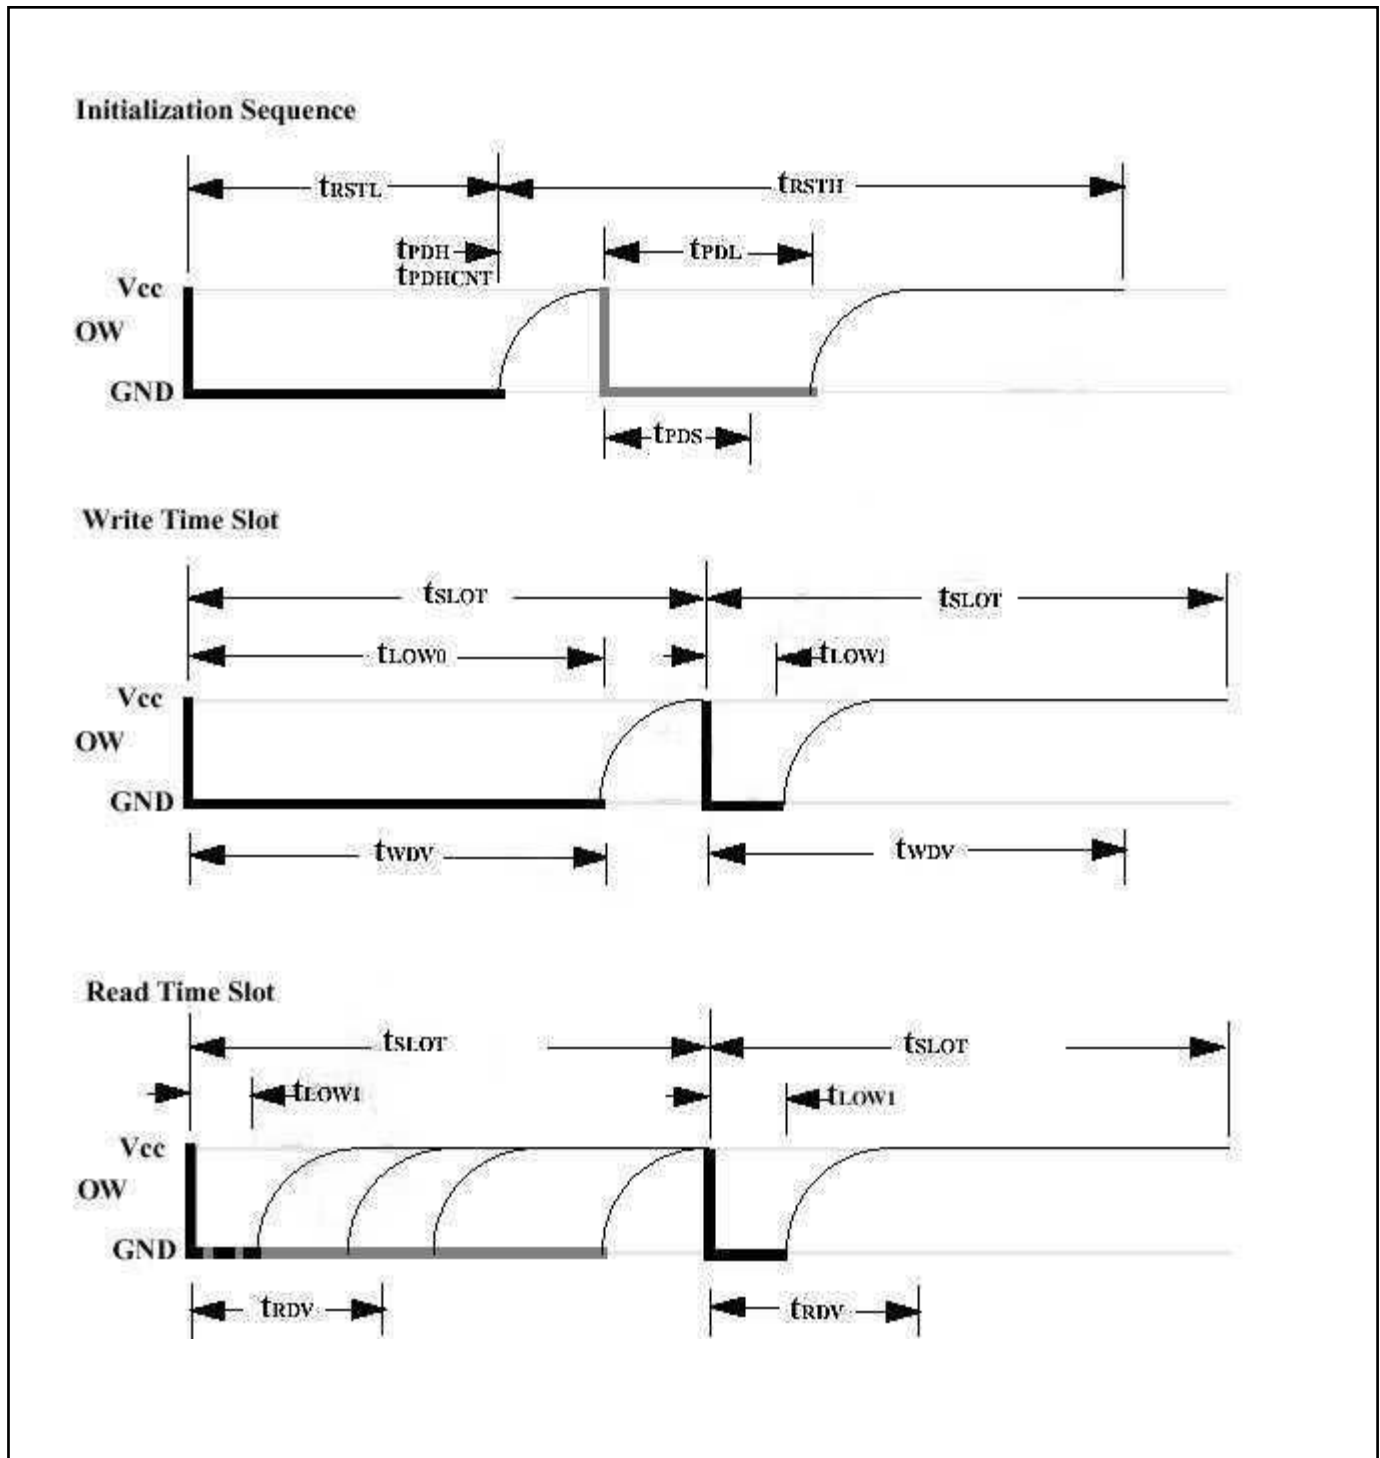 Initialization Sequence
tRSTL tRSTH
tPDH tPDL
tPDHCNT
Vcc
OW
GND
tPDS
Write Time Slot
tSLOT tSLOT
tLOW0 tLOW1
Vcc
OW
GND
tWDV tWDV
Read Time Slot
tSLOT tSLOT
tLOW1 tLOW1
Vcc
OW
GND
tRDV tRDV